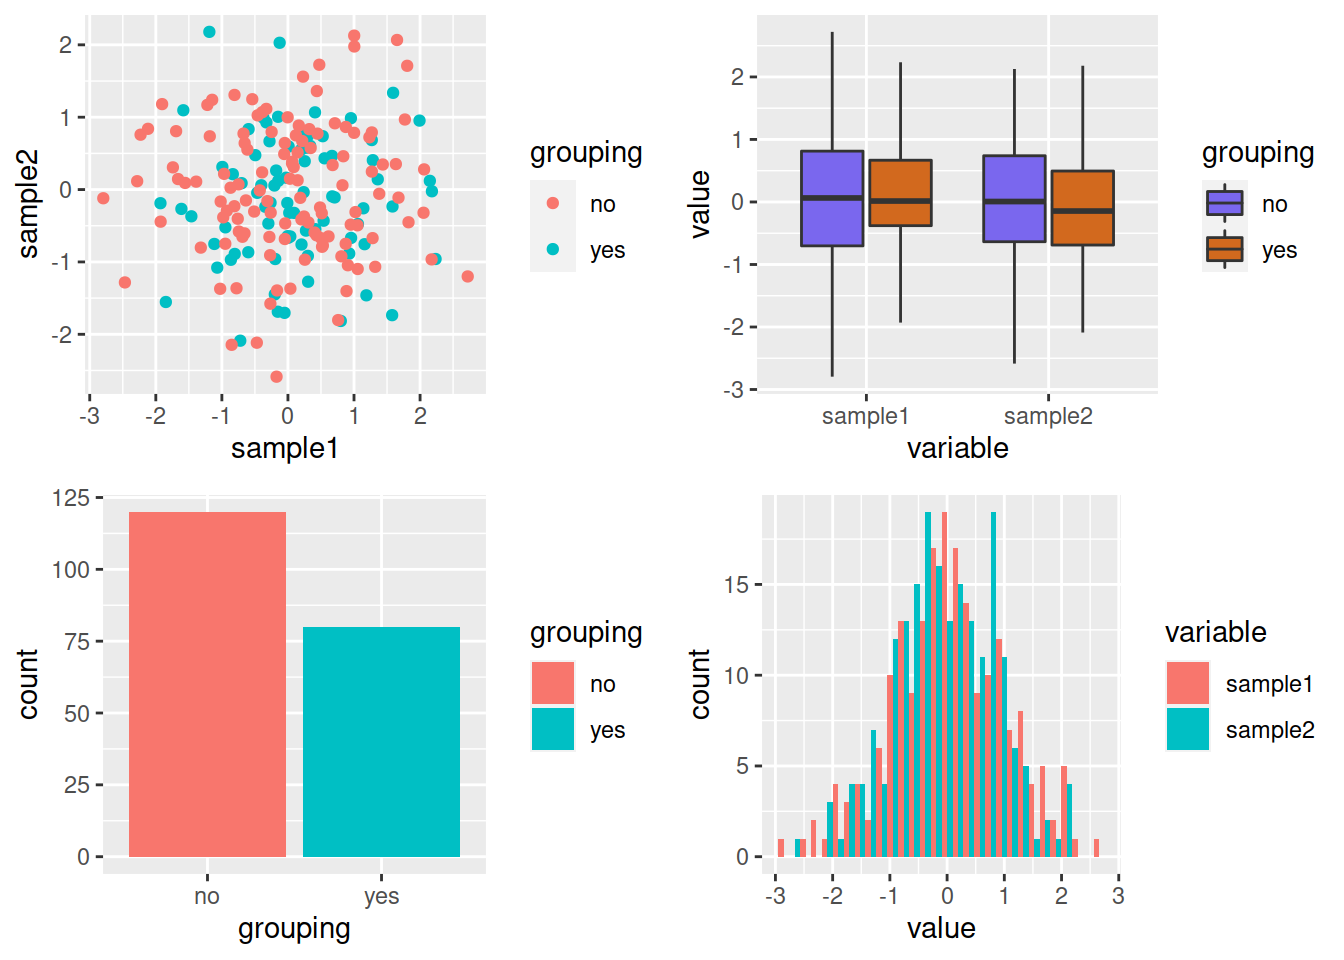 2
1
0
-1
-2
-3
-2
-1
0
1
2
sample1
sample2
grouping
no
yes
2
1
0
-1
-2
-3
sample1
sample2
variable
value
grouping
no
yes
125
100
75
50
25
0
no
yes
grouping
count
grouping
no
yes
15
10
5
0
-3
-2
-1
0
1
2
3
value
count
variable
sample1
sample2